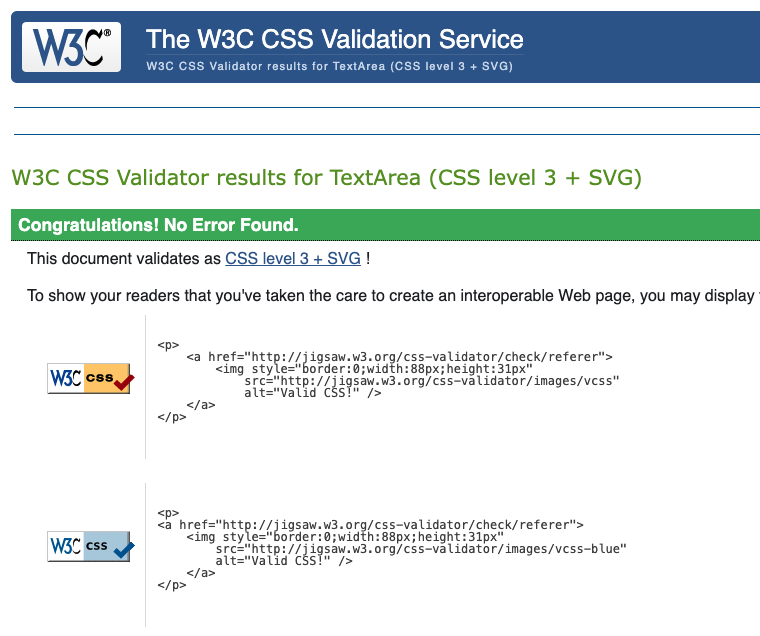 W3C®
The W3C CSS Validation Service
W3C CSS Validator results for TextArea (CSS level 3 + SVG)
W3C CSS Validator results for TextArea (CSS level 3 + SVG)
Congratulations! No Error Found.
This document validates as CSS level 3 + SVG !
To show your readers that you've taken the care to create an interoperable Web page, you may display
<p>
<a href="http://jigsaw.w3.org/css-validator/check/referer">
<img style="border:0;width:88px;height:31px"
src="http://jigsaw.w3.org/css-validator/images/vcss"
alt="Valid CSS!" />
</a>
</p>
W3C css
<p>
<a href="http://jigsaw.w3.org/css-validator/check/referer">
<img style="border:0;width:88px;height:31px"
src="http://jigsaw.w3.org/css-validator/images/vcss-blue"
alt="Valid CSS!" />
</a>
</p>
W3C css